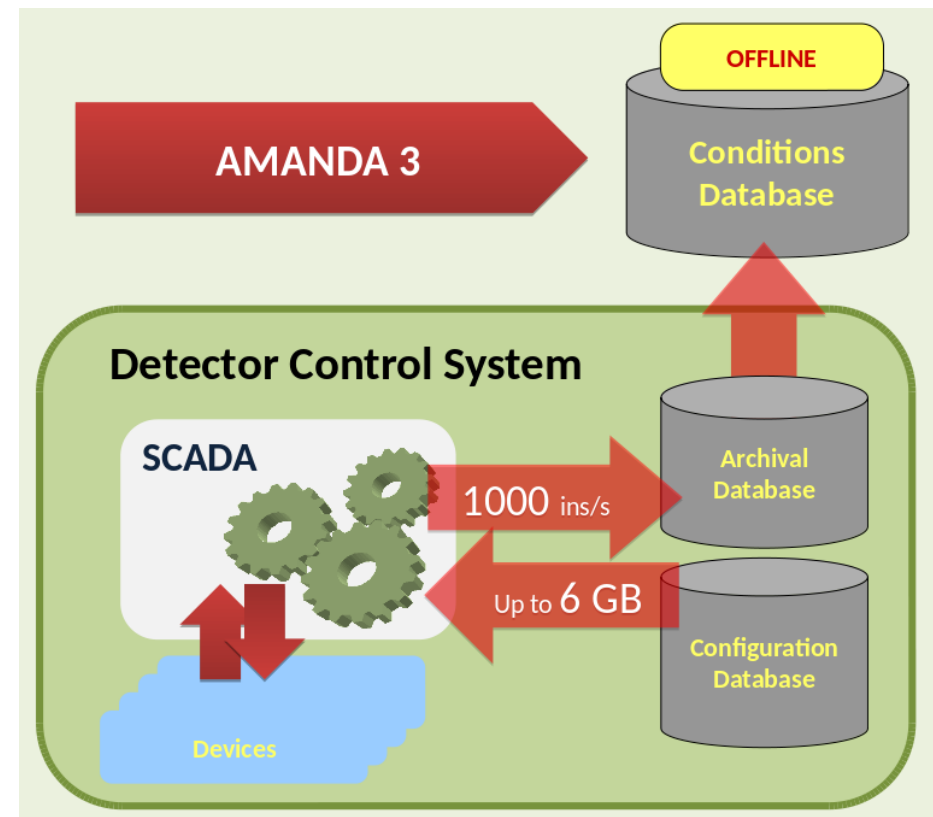 OFFLINE
AMANDA 3
Conditions
Database
Detector Control System
SCADA
Archival
Database
1000 ins/s
Up to 6 GB
Configuration
Database
Devices